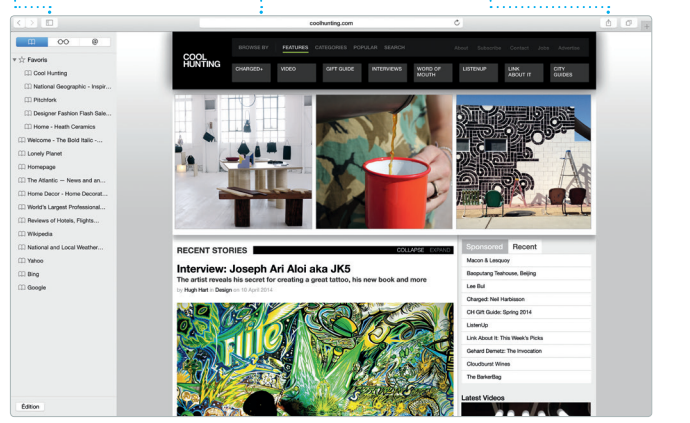 coolhunting.com
@
Favoris
Cool Hunting
National Geographic - Inspir...
Pitchfork
Designer Fashion Flash Sale...
Home - Heath Ceramics
Welcome - The Bold Italic -...
Lonely Planet
Homepage
The Atlantic — News and an...
Home Decor - Home Decorat...
World's Largest Professional...
Reviews of Hotels, Flights...
Wikipedia
National and Local Weather...
Yahoo
Bing
Google
Édition
COOL
HUNTING
BROWSE BY FEATURES CATEGORIES POPULAR SEARCH
About Subscribe Contact Jobs Advertise
CHARGED+ VIDEO GIFT GUIDE INTERVIEWS WORD OF MOUTH LISTENUP LINK ABOUT IT CITY GUIDES
RECENT STORIES COLLAPSE EXPAND
Interview: Joseph Ari Aloi aka JK5
The artist reveals his secret for creating a great tattoo, his new book and more
by Hugh Hart in Design on 10 April 2014
Sponsored Recent
Macon & Lesquoy
Baoputang Teahouse, Beijing
Lee Bul
Charged: Neil Harbisson
CH Gift Guide: Spring 2014
ListenUp
Link About It: This Week's Picks
Gehard Demetz: The Invocation
Cloudburst Wines
The BarkerBag
Latest Videos